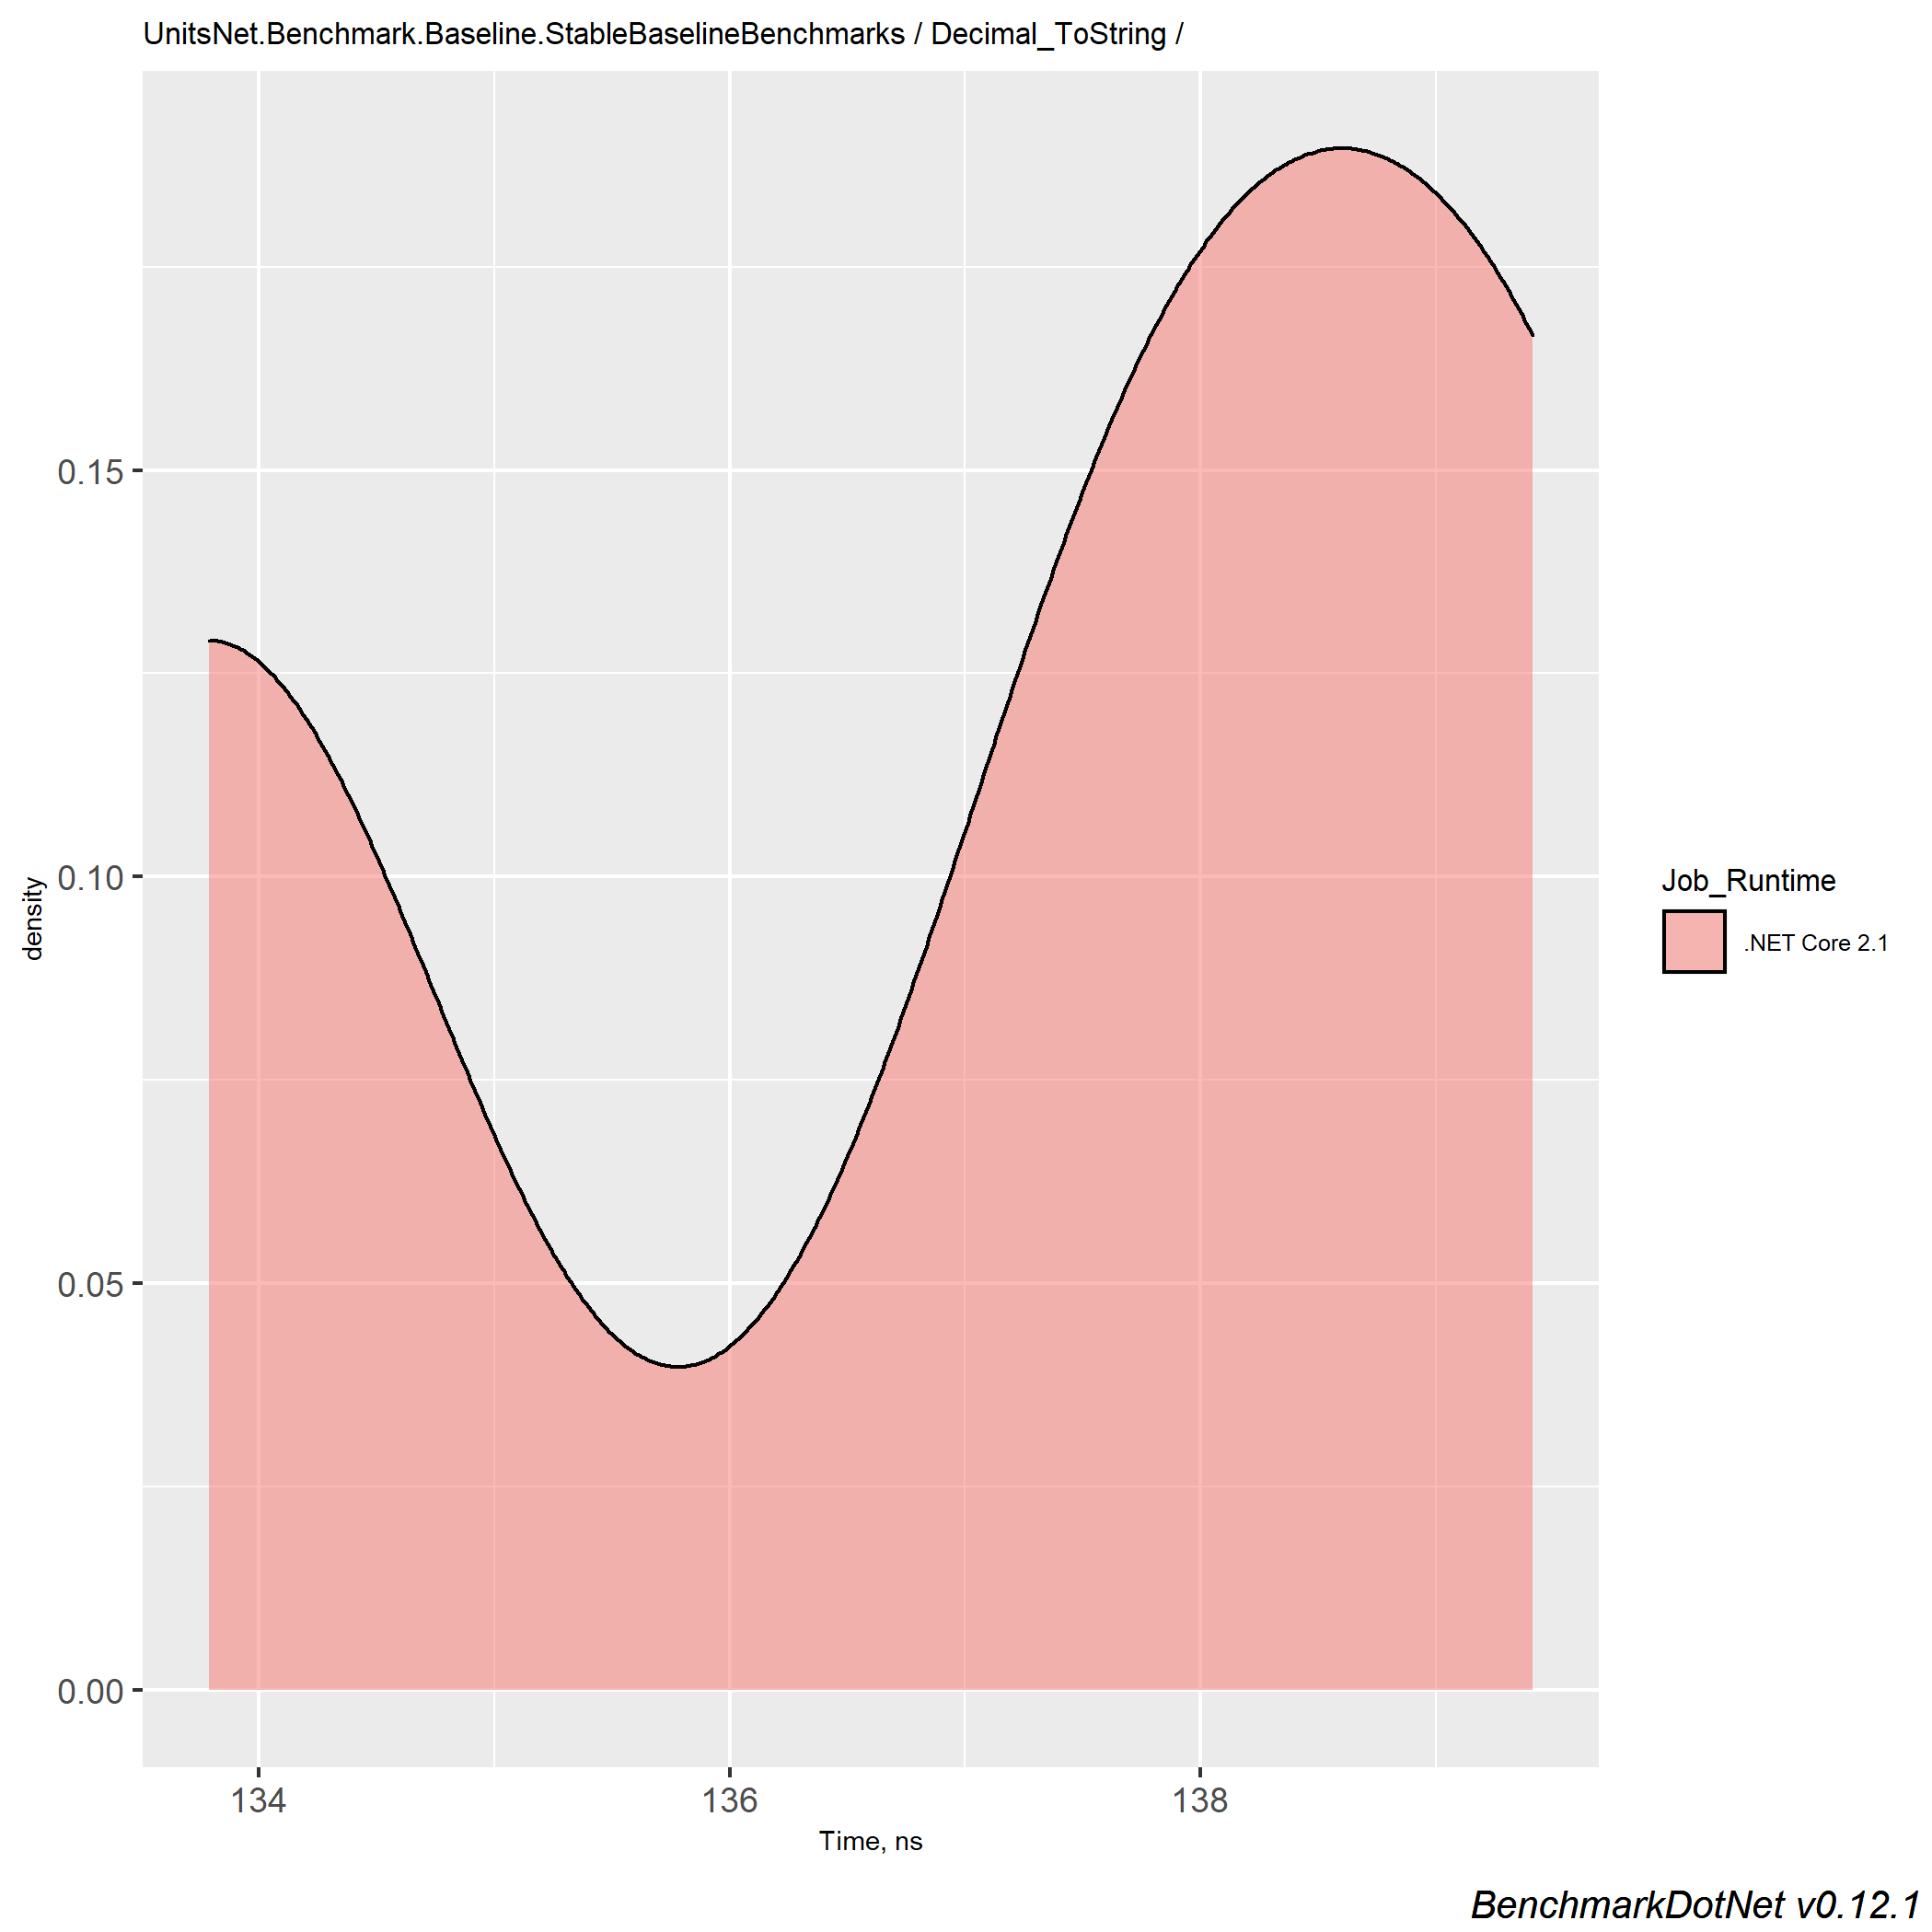 UnitsNet.Benchmark.Baseline.StableBaselineBenchmarks / Decimal_ToString /
0.15
0.10
0.05
0.00
density
134 136 138
Time, ns
Job_Runtime
.NET Core 2.1
BenchmarkDotNet v0.12.1